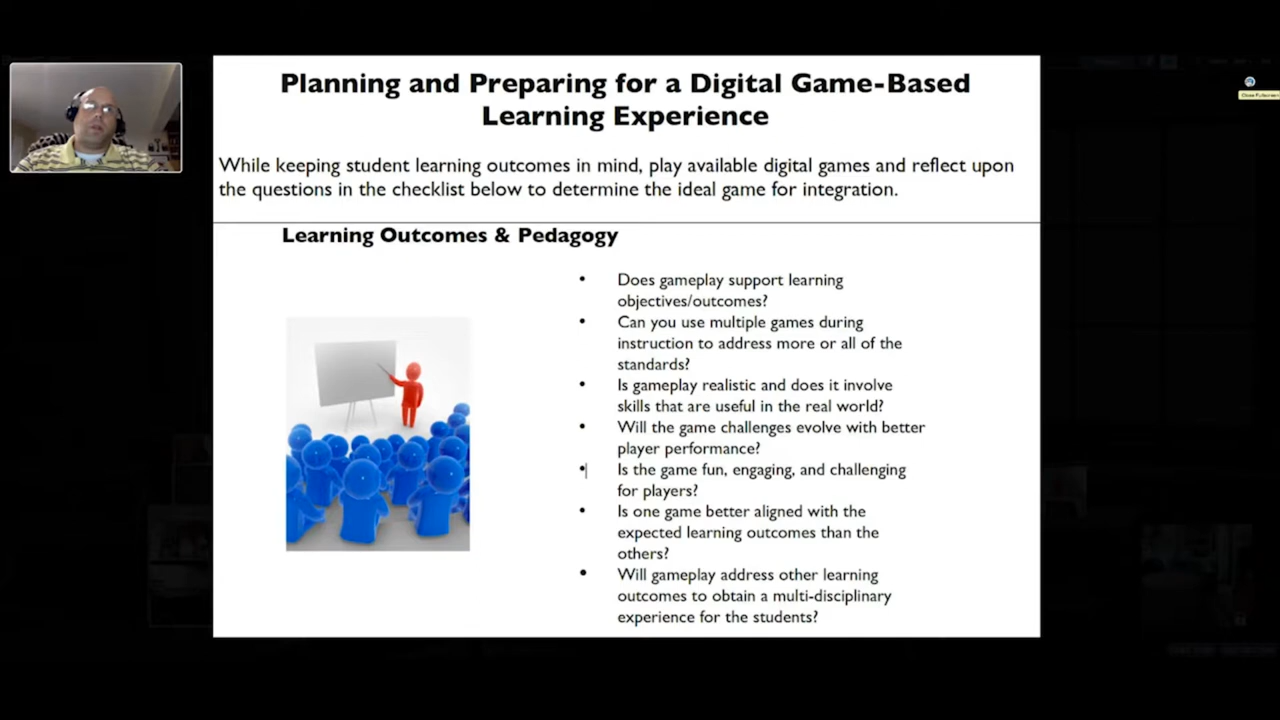 Planning and Preparing for a Digital Game-Based
Learning Experience
While keeping student learning outcomes in mind, play available digital games and reflect upon
the questions in the checklist below to determine the ideal game for integration.
Learning Outcomes & Pedagogy
• Does gameplay support learning
objectives/outcomes?
• Can you use multiple games during
instruction to address more or all of the
standards?
• Is gameplay realistic and does it involve
skills that are useful in the real world?
• Will the game challenges evolve with better
player performance?
• Is the game fun, engaging, and challenging
for players?
• Is one game better aligned with the
expected learning outcomes than the
others?
• Will gameplay address other learning
outcomes to obtain a multi-disciplinary
experience for the students?